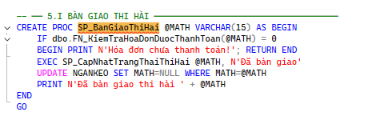 -- — 5.I BÀN GIAO THI HÀI ————————————————
CREATE PROC SP_BanGiaoThiHai @MATH VARCHAR(15) AS BEGIN
IF dbo.FN_KiemTraHoaDonDuocThanhToan(@MATH) = 0
BEGIN PRINT N'Hóa đơn chưa thanh toán!'; RETURN END
EXEC SP_CapNhatTrangThaiThiHai @MATH, N'Đã bàn giao'
UPDATE NGANKEO SET MATH=NULL WHERE MATH=@MATH
PRINT N'Đã bàn giao thi hài ' + @MATH
END
GO